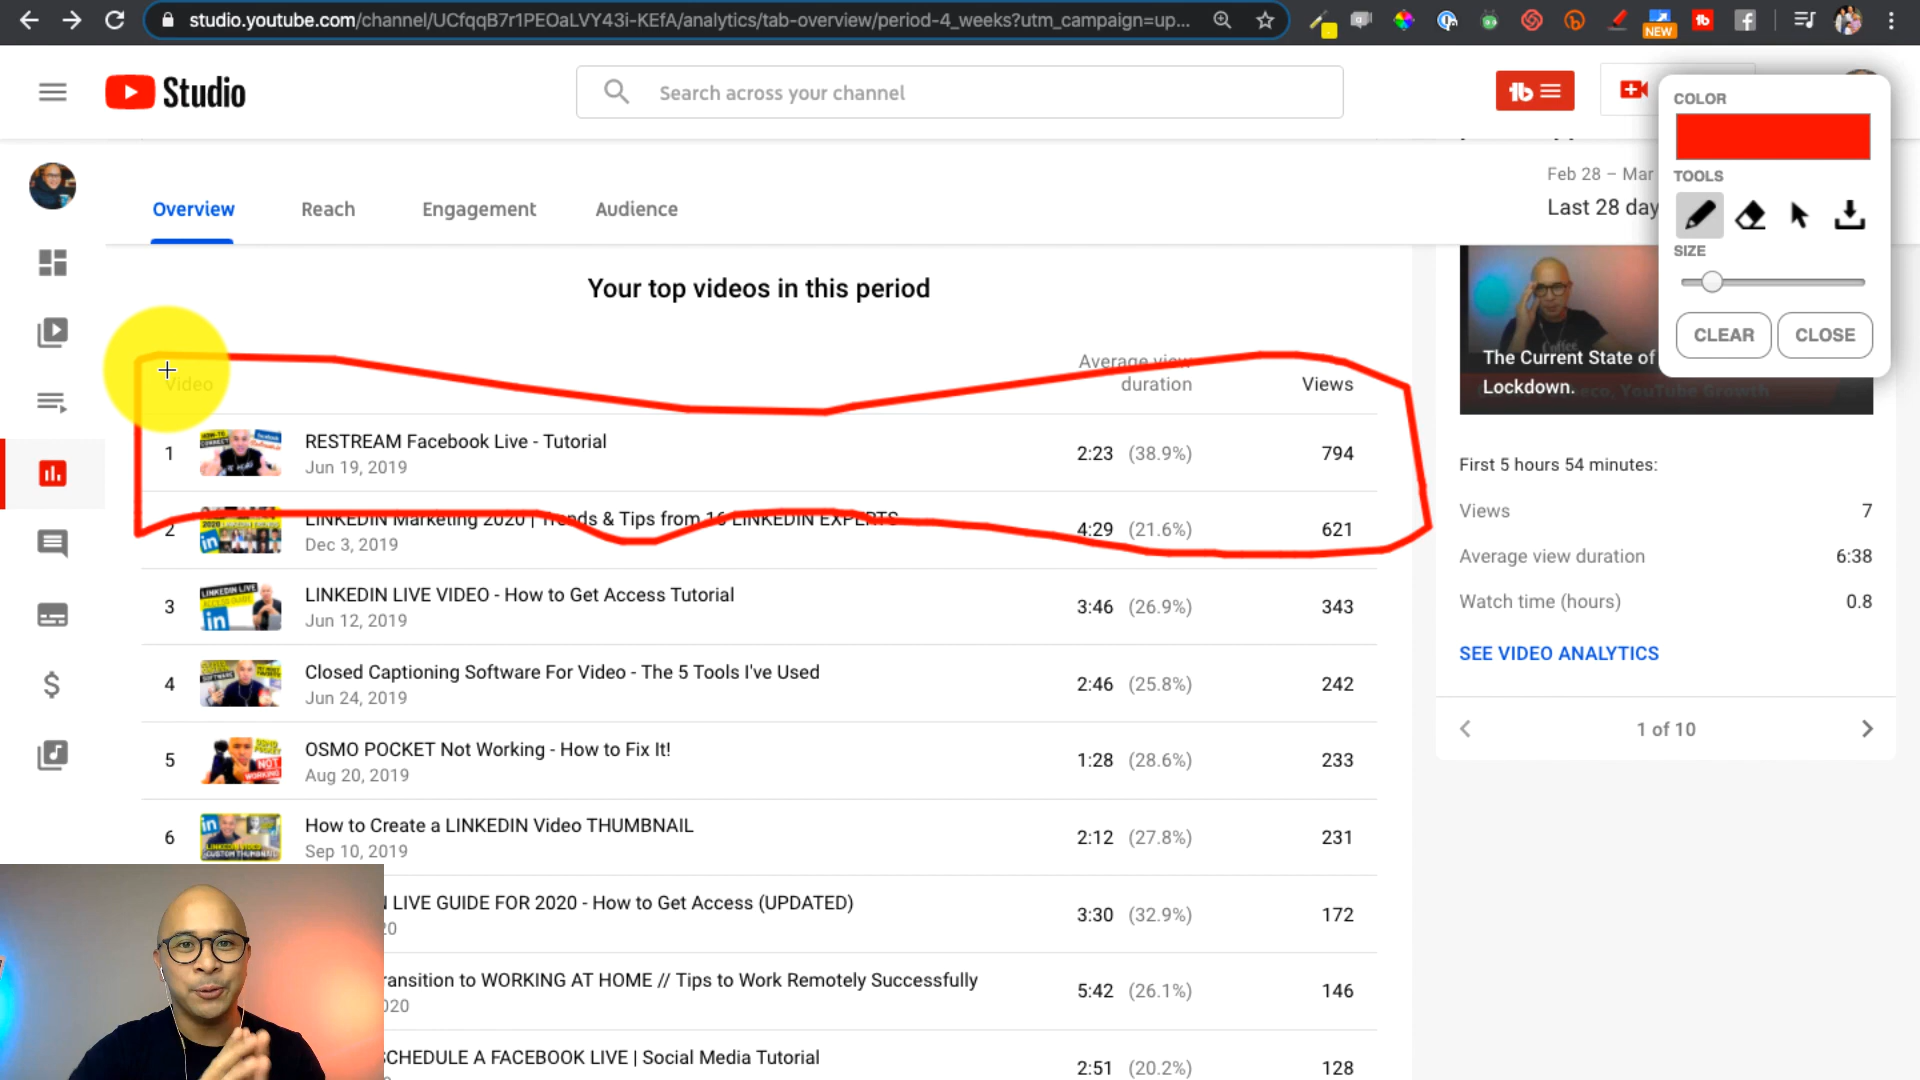 studio.youtube.com/channel/UCfqqB7r1PEOaLVY43i-KEfA/analytics/tab-overview/period-4_weeks?utm_campaign=up...
NEW
Studio
Search across your channel
COLOR
TOOLS
SIZE
CLEAR
CLOSE
Overview
Reach
Engagement
Audience
Feb 28 – Mar
Last 28 day
Your top videos in this period
Video
Average view duration
Views
1
RESTREAM Facebook Live - Tutorial
Jun 19, 2019
2:23 (38.9%)
794
2
LINKEDIN Marketing 2020 | Trends & Tips from 16 LINKEDIN EXPERTS
Dec 3, 2019
4:29 (21.6%)
621
3
LINKEDIN LIVE VIDEO - How to Get Access Tutorial
Jun 12, 2019
3:46 (26.9%)
343
4
Closed Captioning Software For Video - The 5 Tools I've Used
Jun 24, 2019
2:46 (25.8%)
242
5
OSMO POCKET Not Working - How to Fix It!
Aug 20, 2019
1:28 (28.6%)
233
6
How to Create a LINKEDIN Video THUMBNAIL
Sep 10, 2019
2:12 (27.8%)
231
LIVE GUIDE FOR 2020 - How to Get Access (UPDATED)
20
3:30 (32.9%)
172
ransition to WORKING AT HOME // Tips to Work Remotely Successfully
020
5:42 (26.1%)
146
CHEDULE A FACEBOOK LIVE | Social Media Tutorial
2:51 (20.2%)
128
The Current State of
Lockdown.
First 5 hours 54 minutes:
Views
7
Average view duration
6:38
Watch time (hours)
0.8
SEE VIDEO ANALYTICS
1 of 10